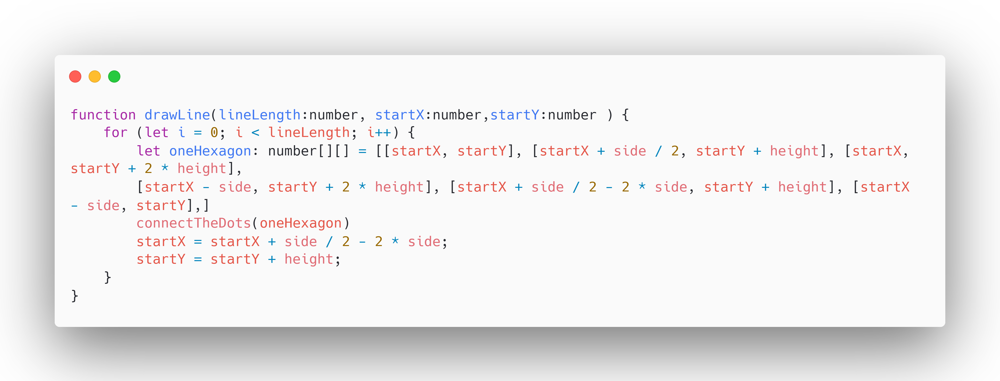 function drawLine(lineLength:number, startX:number,startY:number ) {
    for (let i = 0; i < lineLength; i++) {
        let oneHexagon: number[][] = [[startX, startY], [startX + side / 2, startY + height], [startX,
startY + 2 * height],
        [startX - side, startY + 2 * height], [startX + side / 2 - 2 * side, startY + height], [startX
- side, startY],]
        connectTheDots(oneHexagon)
        startX = startX + side / 2 - 2 * side;
        startY = startY + height;
    }
}